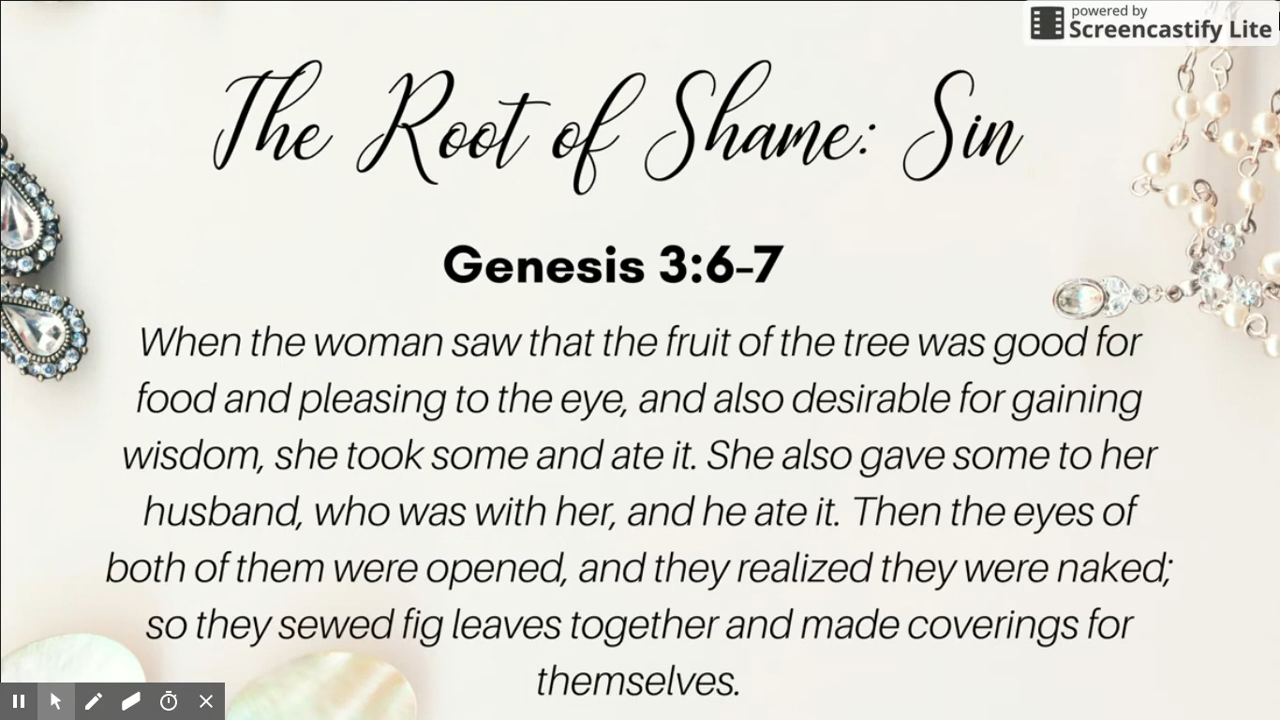 powered by
Screencastify Lite
The Root of Shame: Sin
Genesis 3:6-7
When the woman saw that the fruit of the tree was good for
food and pleasing to the eye, and also desirable for gaining
wisdom, she took some and ate it. She also gave some to her
husband, who was with her, and he ate it. Then the eyes of
both of them were opened, and they realized they were naked;
so they sewed fig leaves together and made coverings for
themselves.